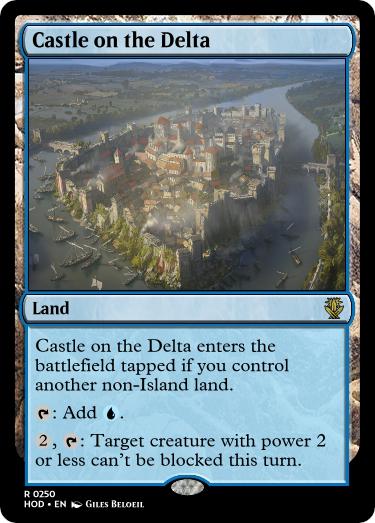 Castle on the Delta
Land
Castle on the Delta enters the
battlefield tapped if you control
another non-Island land.
: Add .
2, : Target creature with power 2
or less can't be blocked this turn.
R 0250
HOD • EN Giles Beloeil